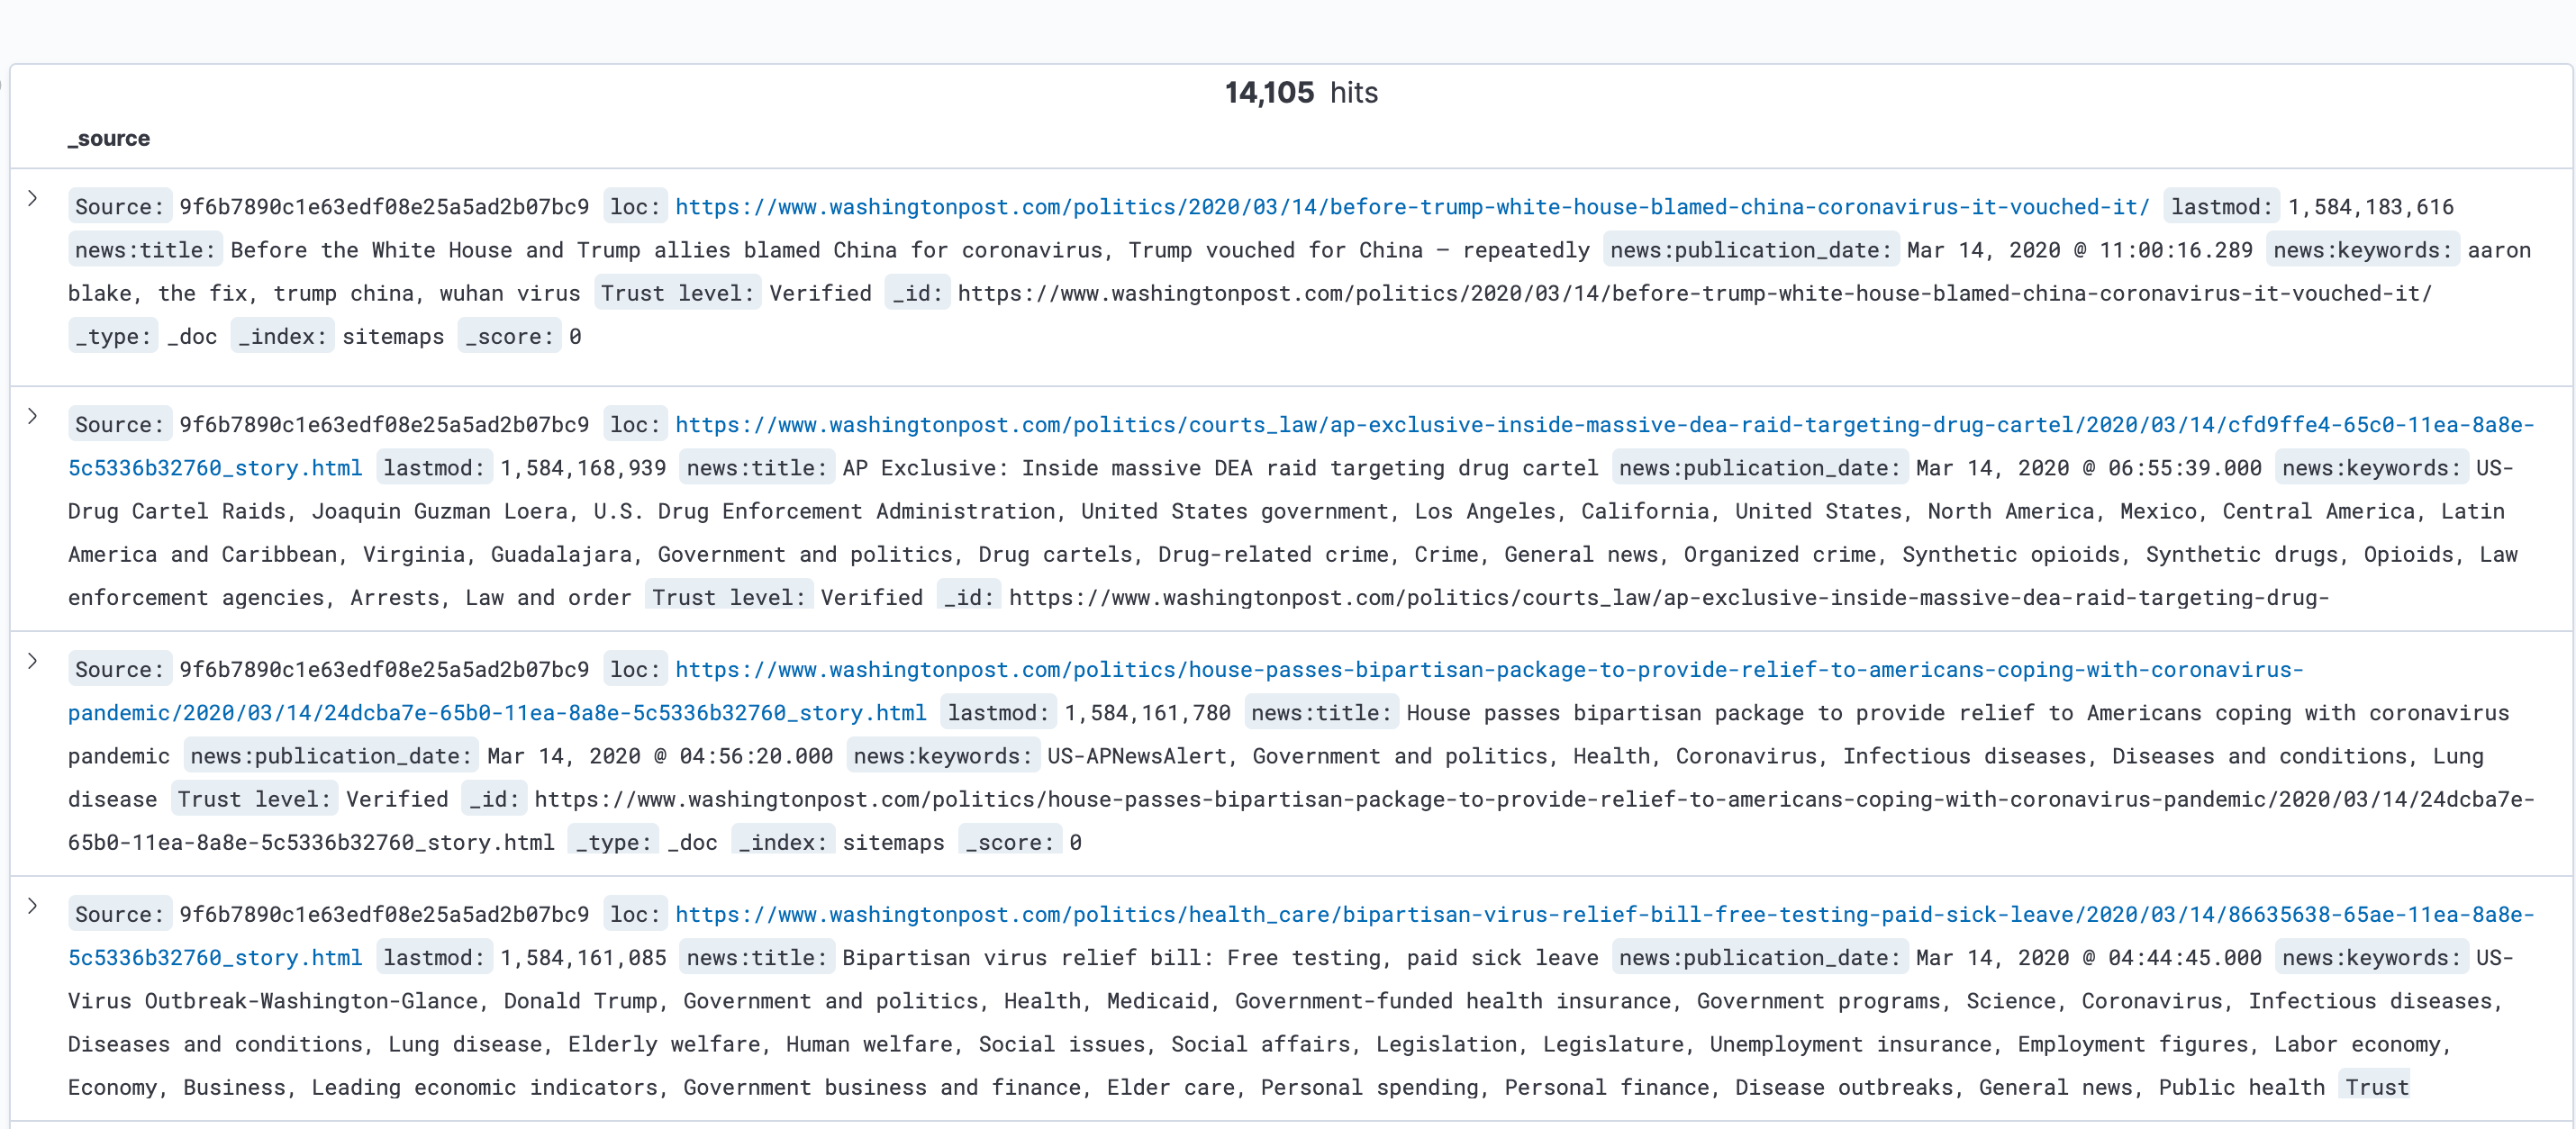 14,105 hits
_source
Source: 9f6b7890c1e63edf08e25a5ad2b07bc9 loc: https://www.washingtonpost.com/politics/2020/03/14/before-trump-white-house-blamed-china-coronavirus-it-vouched-it/ lastmod: 1,584,183,616
news:title: Before the White House and Trump allies blamed China for coronavirus, Trump vouched for China — repeatedly news:publication_date: Mar 14, 2020 @ 11:00:16.289 news:keywords: aaron
blake, the fix, trump china, wuhan virus Trust level: Verified _id: https://www.washingtonpost.com/politics/2020/03/14/before-trump-white-house-blamed-china-coronavirus-it-vouched-it/
_type: _doc _index: sitemaps _score: 0
Source: 9f6b7890c1e63edf08e25a5ad2b07bc9 loc: https://www.washingtonpost.com/politics/courts_law/ap-exclusive-inside-massive-dea-raid-targeting-drug-cartel/2020/03/14/cfd9ffe4-65c0-11ea-8a8e-
5c5336b32760_story.html lastmod: 1,584,168,939 news:title: AP Exclusive: Inside massive DEA raid targeting drug cartel news:publication_date: Mar 14, 2020 @ 06:55:39.000 news:keywords: US-
Drug Cartel Raids, Joaquin Guzman Loera, U.S. Drug Enforcement Administration, United States government, Los Angeles, California, United States, North America, Mexico, Central America, Latin
America and Caribbean, Virginia, Guadalajara, Government and politics, Drug cartels, Drug-related crime, Crime, General news, Organized crime, Synthetic opioids, Synthetic drugs, Opioids, Law
enforcement agencies, Arrests, Law and order Trust level: Verified _id: https://www.washingtonpost.com/politics/courts_law/ap-exclusive-inside-massive-dea-raid-targeting-drug-
Source: 9f6b7890c1e63edf08e25a5ad2b07bc9 loc: https://www.washingtonpost.com/politics/house-passes-bipartisan-package-to-provide-relief-to-americans-coping-with-coronavirus-
pandemic/2020/03/14/24dcba7e-65b0-11ea-8a8e-5c5336b32760_story.html lastmod: 1,584,161,780 news:title: House passes bipartisan package to provide relief to Americans coping with coronavirus
pandemic news:publication_date: Mar 14, 2020 @ 04:56:20.000 news:keywords: US-APNewsAlert, Government and politics, Health, Coronavirus, Infectious diseases, Diseases and conditions, Lung
disease Trust level: Verified _id: https://www.washingtonpost.com/politics/house-passes-bipartisan-package-to-provide-relief-to-americans-coping-with-coronavirus-pandemic/2020/03/14/24dcba7e-
65b0-11ea-8a8e-5c5336b32760_story.html _type: _doc _index: sitemaps _score: 0
Source: 9f6b7890c1e63edf08e25a5ad2b07bc9 loc: https://www.washingtonpost.com/politics/health_care/bipartisan-virus-relief-bill-free-testing-paid-sick-leave/2020/03/14/86635638-65ae-11ea-8a8e-
5c5336b32760_story.html lastmod: 1,584,161,085 news:title: Bipartisan virus relief bill: Free testing, paid sick leave news:publication_date: Mar 14, 2020 @ 04:44:45.000 news:keywords: US-
Virus Outbreak-Washington-Glance, Donald Trump, Government and politics, Health, Medicaid, Government-funded health insurance, Government programs, Science, Coronavirus, Infectious diseases,
Diseases and conditions, Lung disease, Elderly welfare, Human welfare, Social issues, Social affairs, Legislation, Legislature, Unemployment insurance, Employment figures, Labor economy,
Economy, Business, Leading economic indicators, Government business and finance, Elder care, Personal spending, Personal finance, Disease outbreaks, General news, Public health Trust